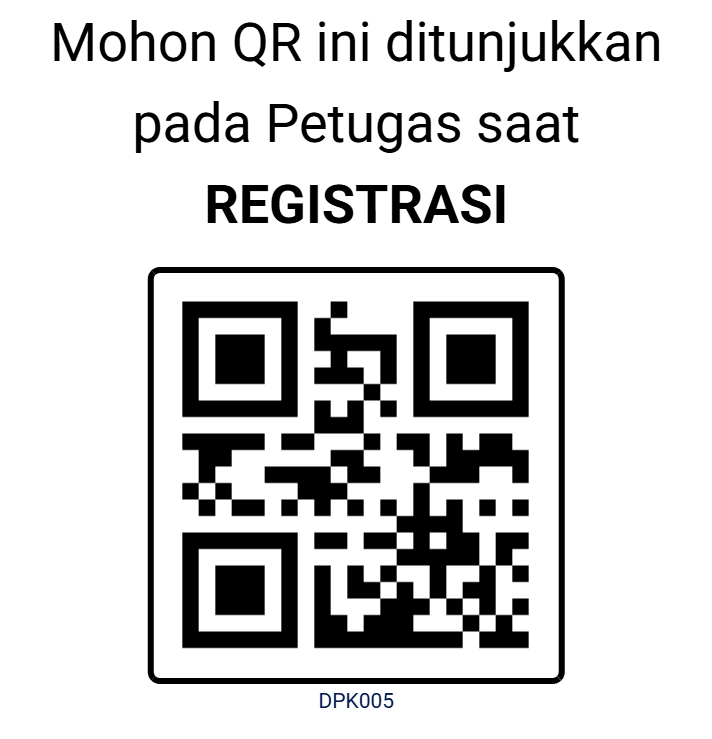 Mohon QR ini ditunjukkan
pada Petugas saat
REGISTRASI
DPK005